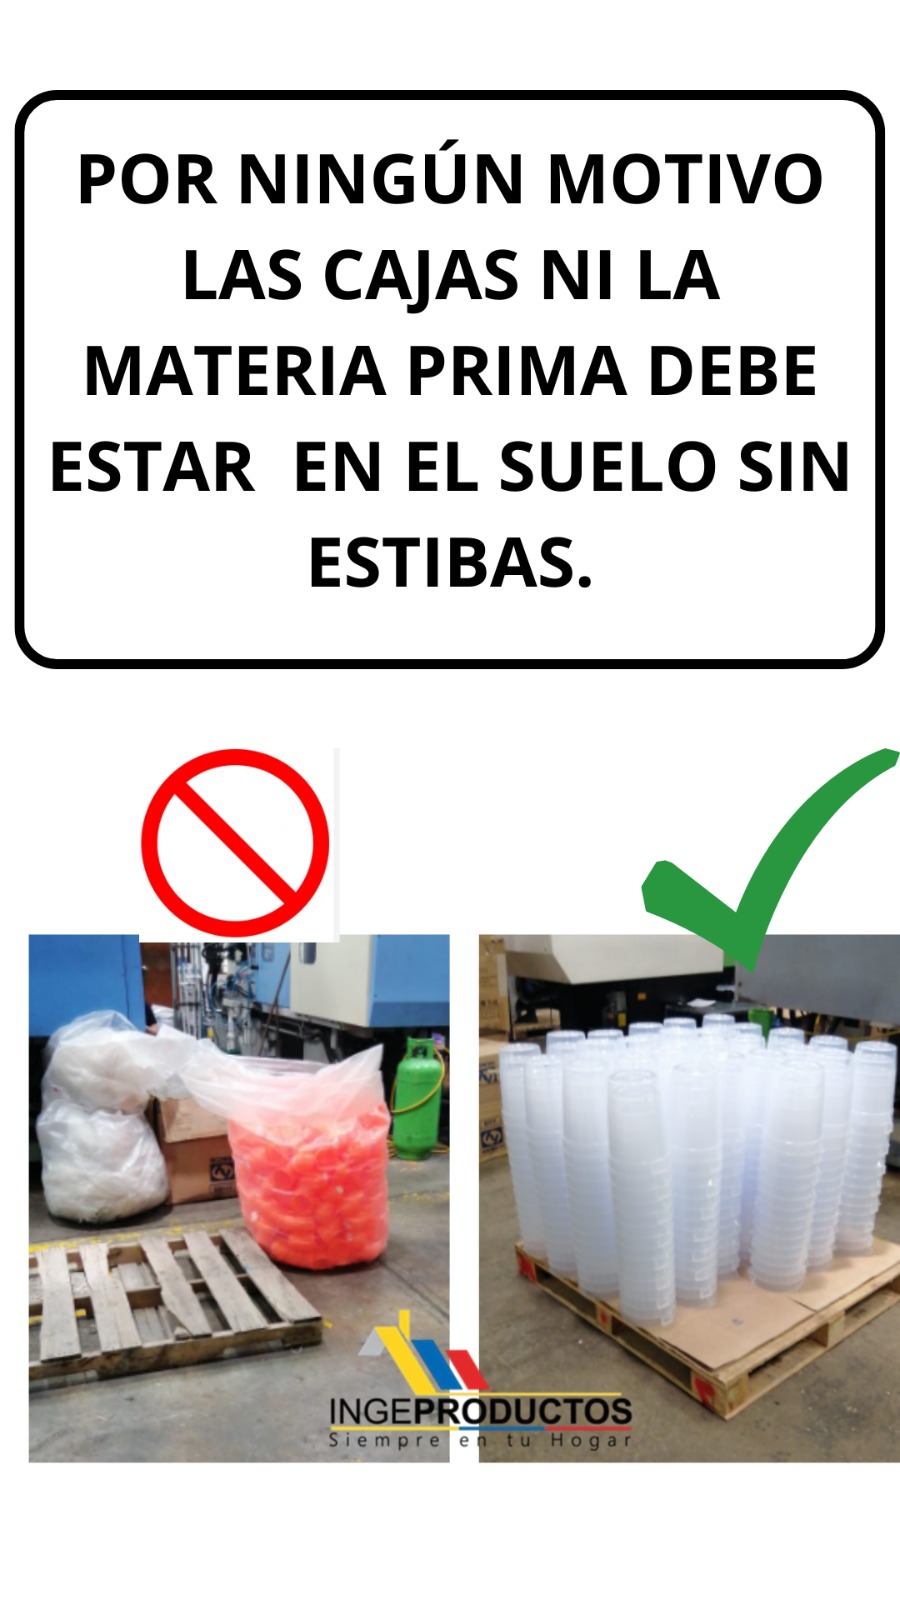 POR NINGÚN MOTIVO
LAS CAJAS NI LA
MATERIA PRIMA DEBE
ESTAR  EN EL SUELO SIN
ESTIBAS.
INGEPRODUCTOS
Siempre en tu Hogar